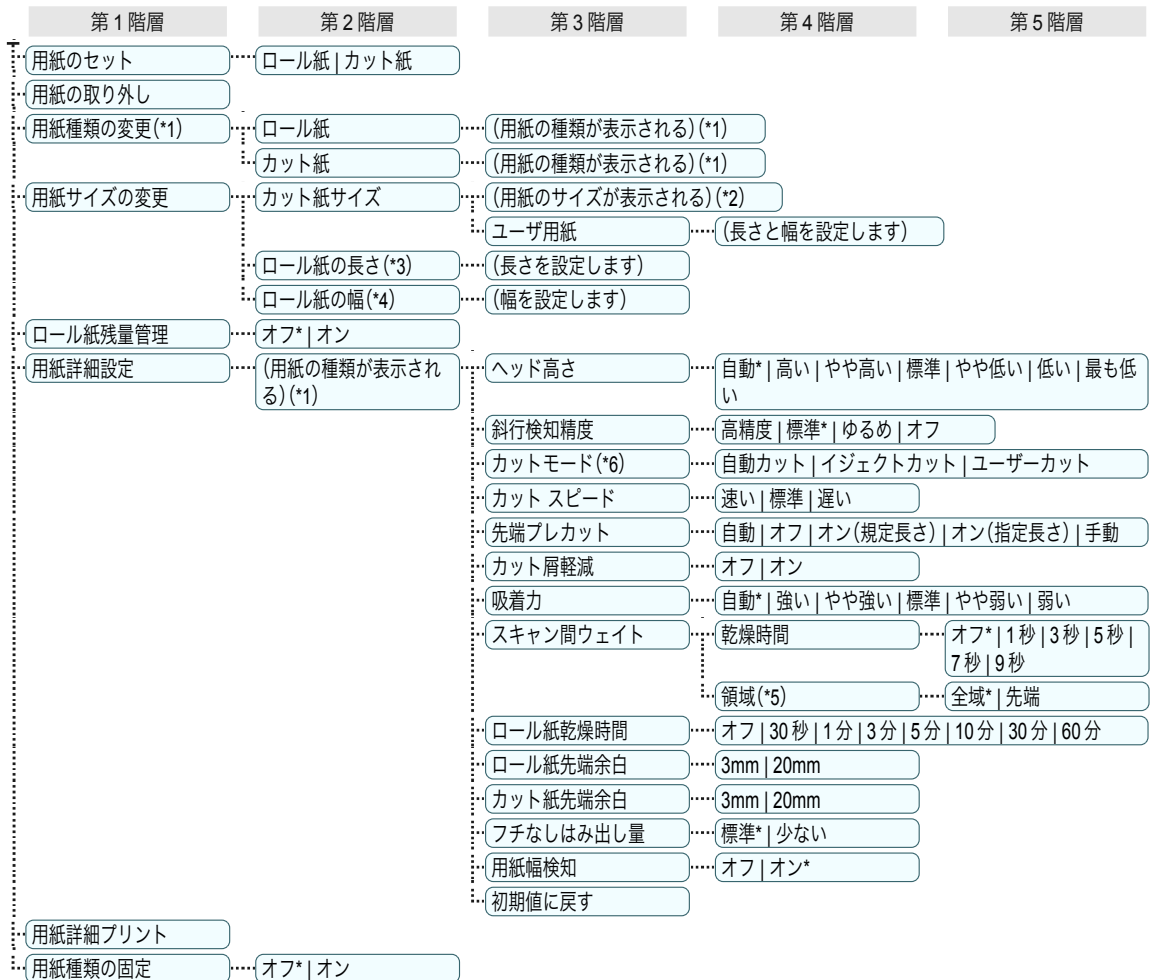 第1階層 第2階層 第3階層 第4階層 第5階層
用紙のセット ロール紙 | カット紙
用紙の取り外し
用紙種類の変更(*1) ロール紙 (用紙の種類が表示される)(*1)
カット紙 (用紙の種類が表示される)(*1)
用紙サイズの変更 カット紙サイズ (用紙のサイズが表示される)(*2)
ユーザ用紙 (長さと幅を設定します)
ロール紙の長さ(*3) (長さを設定します)
ロール紙の幅(*4) (幅を設定します)
ロール紙残量管理 オフ* | オン
用紙詳細設定 (用紙の種類が表示され ヘッド高さ 自動* | 高い | やや高い | 標準 | やや低い | 低い | 最も低
る)(*1) い
斜行検知精度 高精度 | 標準* | ゆるめ | オフ
カットモード(*6) 自動カット | イジェクトカット | ユーザーカット
カット スピード 速い | 標準 | 遅い
先端プレカット 自動 | オフ | オン(規定長さ) | オン(指定長さ) | 手動
カット屑軽減 オフ | オン
吸着力 自動* | 強い | やや強い | 標準 | やや弱い | 弱い
スキャン間ウェイト 乾燥時間 オフ* | 1秒 | 3秒 | 5秒 |
7秒 | 9秒
領域(*5) 全域* | 先端
ロール紙乾燥時間 オフ | 30秒 | 1分 | 3分 | 5分 | 10分 | 30分 | 60分
ロール紙先端余白 3mm | 20mm
カット紙先端余白 3mm | 20mm
フチなしはみ出し量 標準* | 少ない
用紙幅検知 オフ | オン*
初期値に戻す
用紙詳細プリント
用紙種類の固定 オフ* | オン